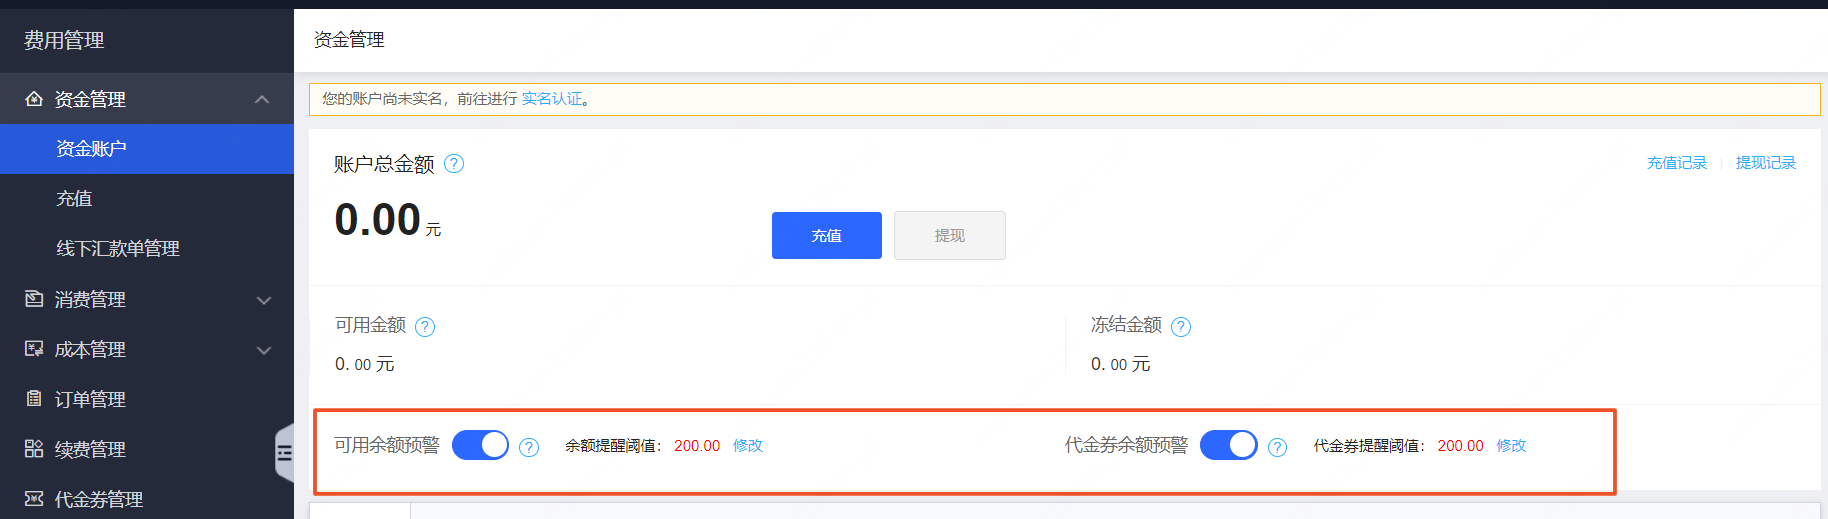 费用管理
资金管理
资金账户
充值
线下汇款单管理
消费管理
成本管理
订单管理
续费管理
代金券管理
资金管理
您的账户尚未实名，前往进行 实名认证。
账户总金额 ?
充值记录 | 提现记录
0.00 元
充值 提现
可用金额 ?
0.00 元
冻结金额 ?
0.00 元
可用余额预警 ? 余额提醒阈值： 200.00 修改
代金券余额预警 ? 代金券提醒阈值： 200.00 修改